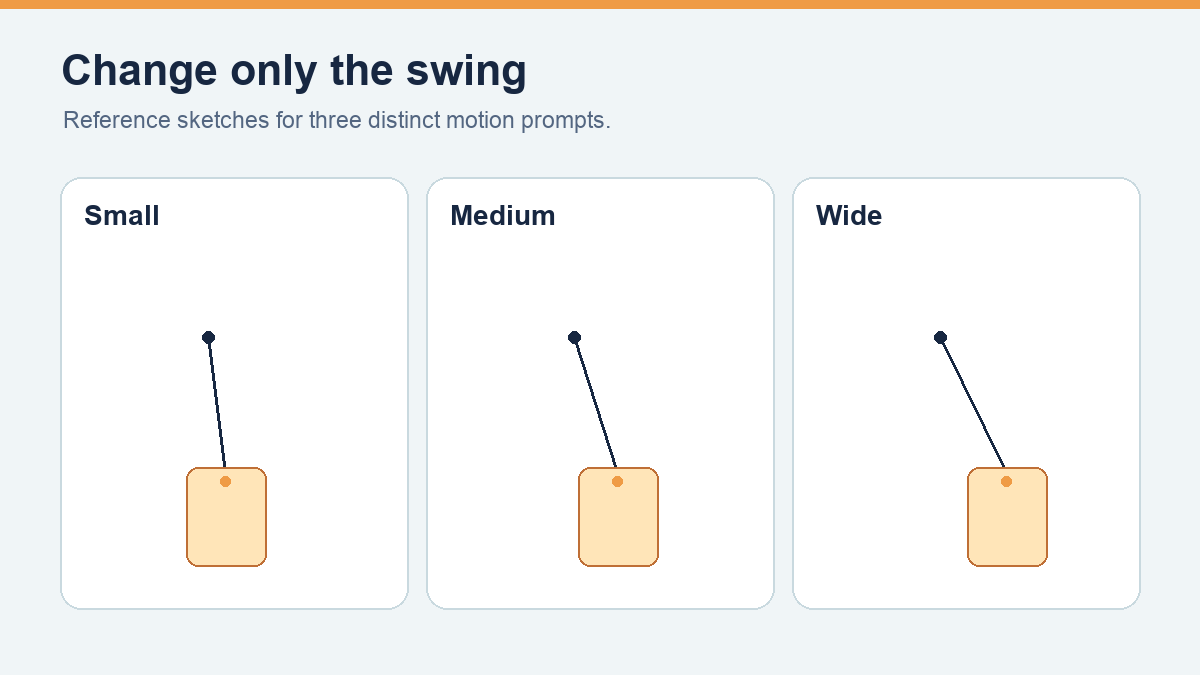 Change only the swing
Reference sketches for three distinct motion prompts.
Small
Medium
Wide